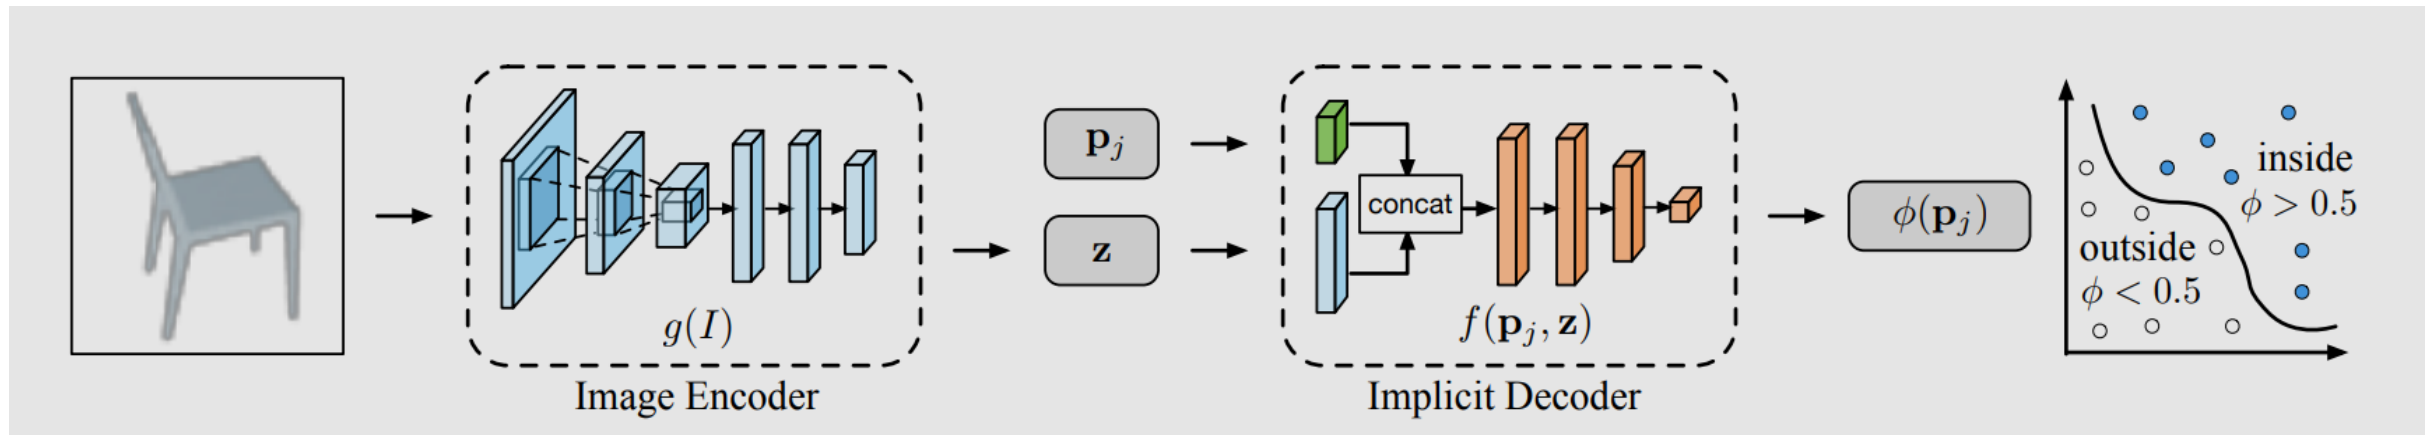 g(I)
Image Encoder
p_j
z
concat
f(p_j, z)
Implicit Decoder
ϕ(p_j)
inside
ϕ > 0.5
outside
ϕ < 0.5